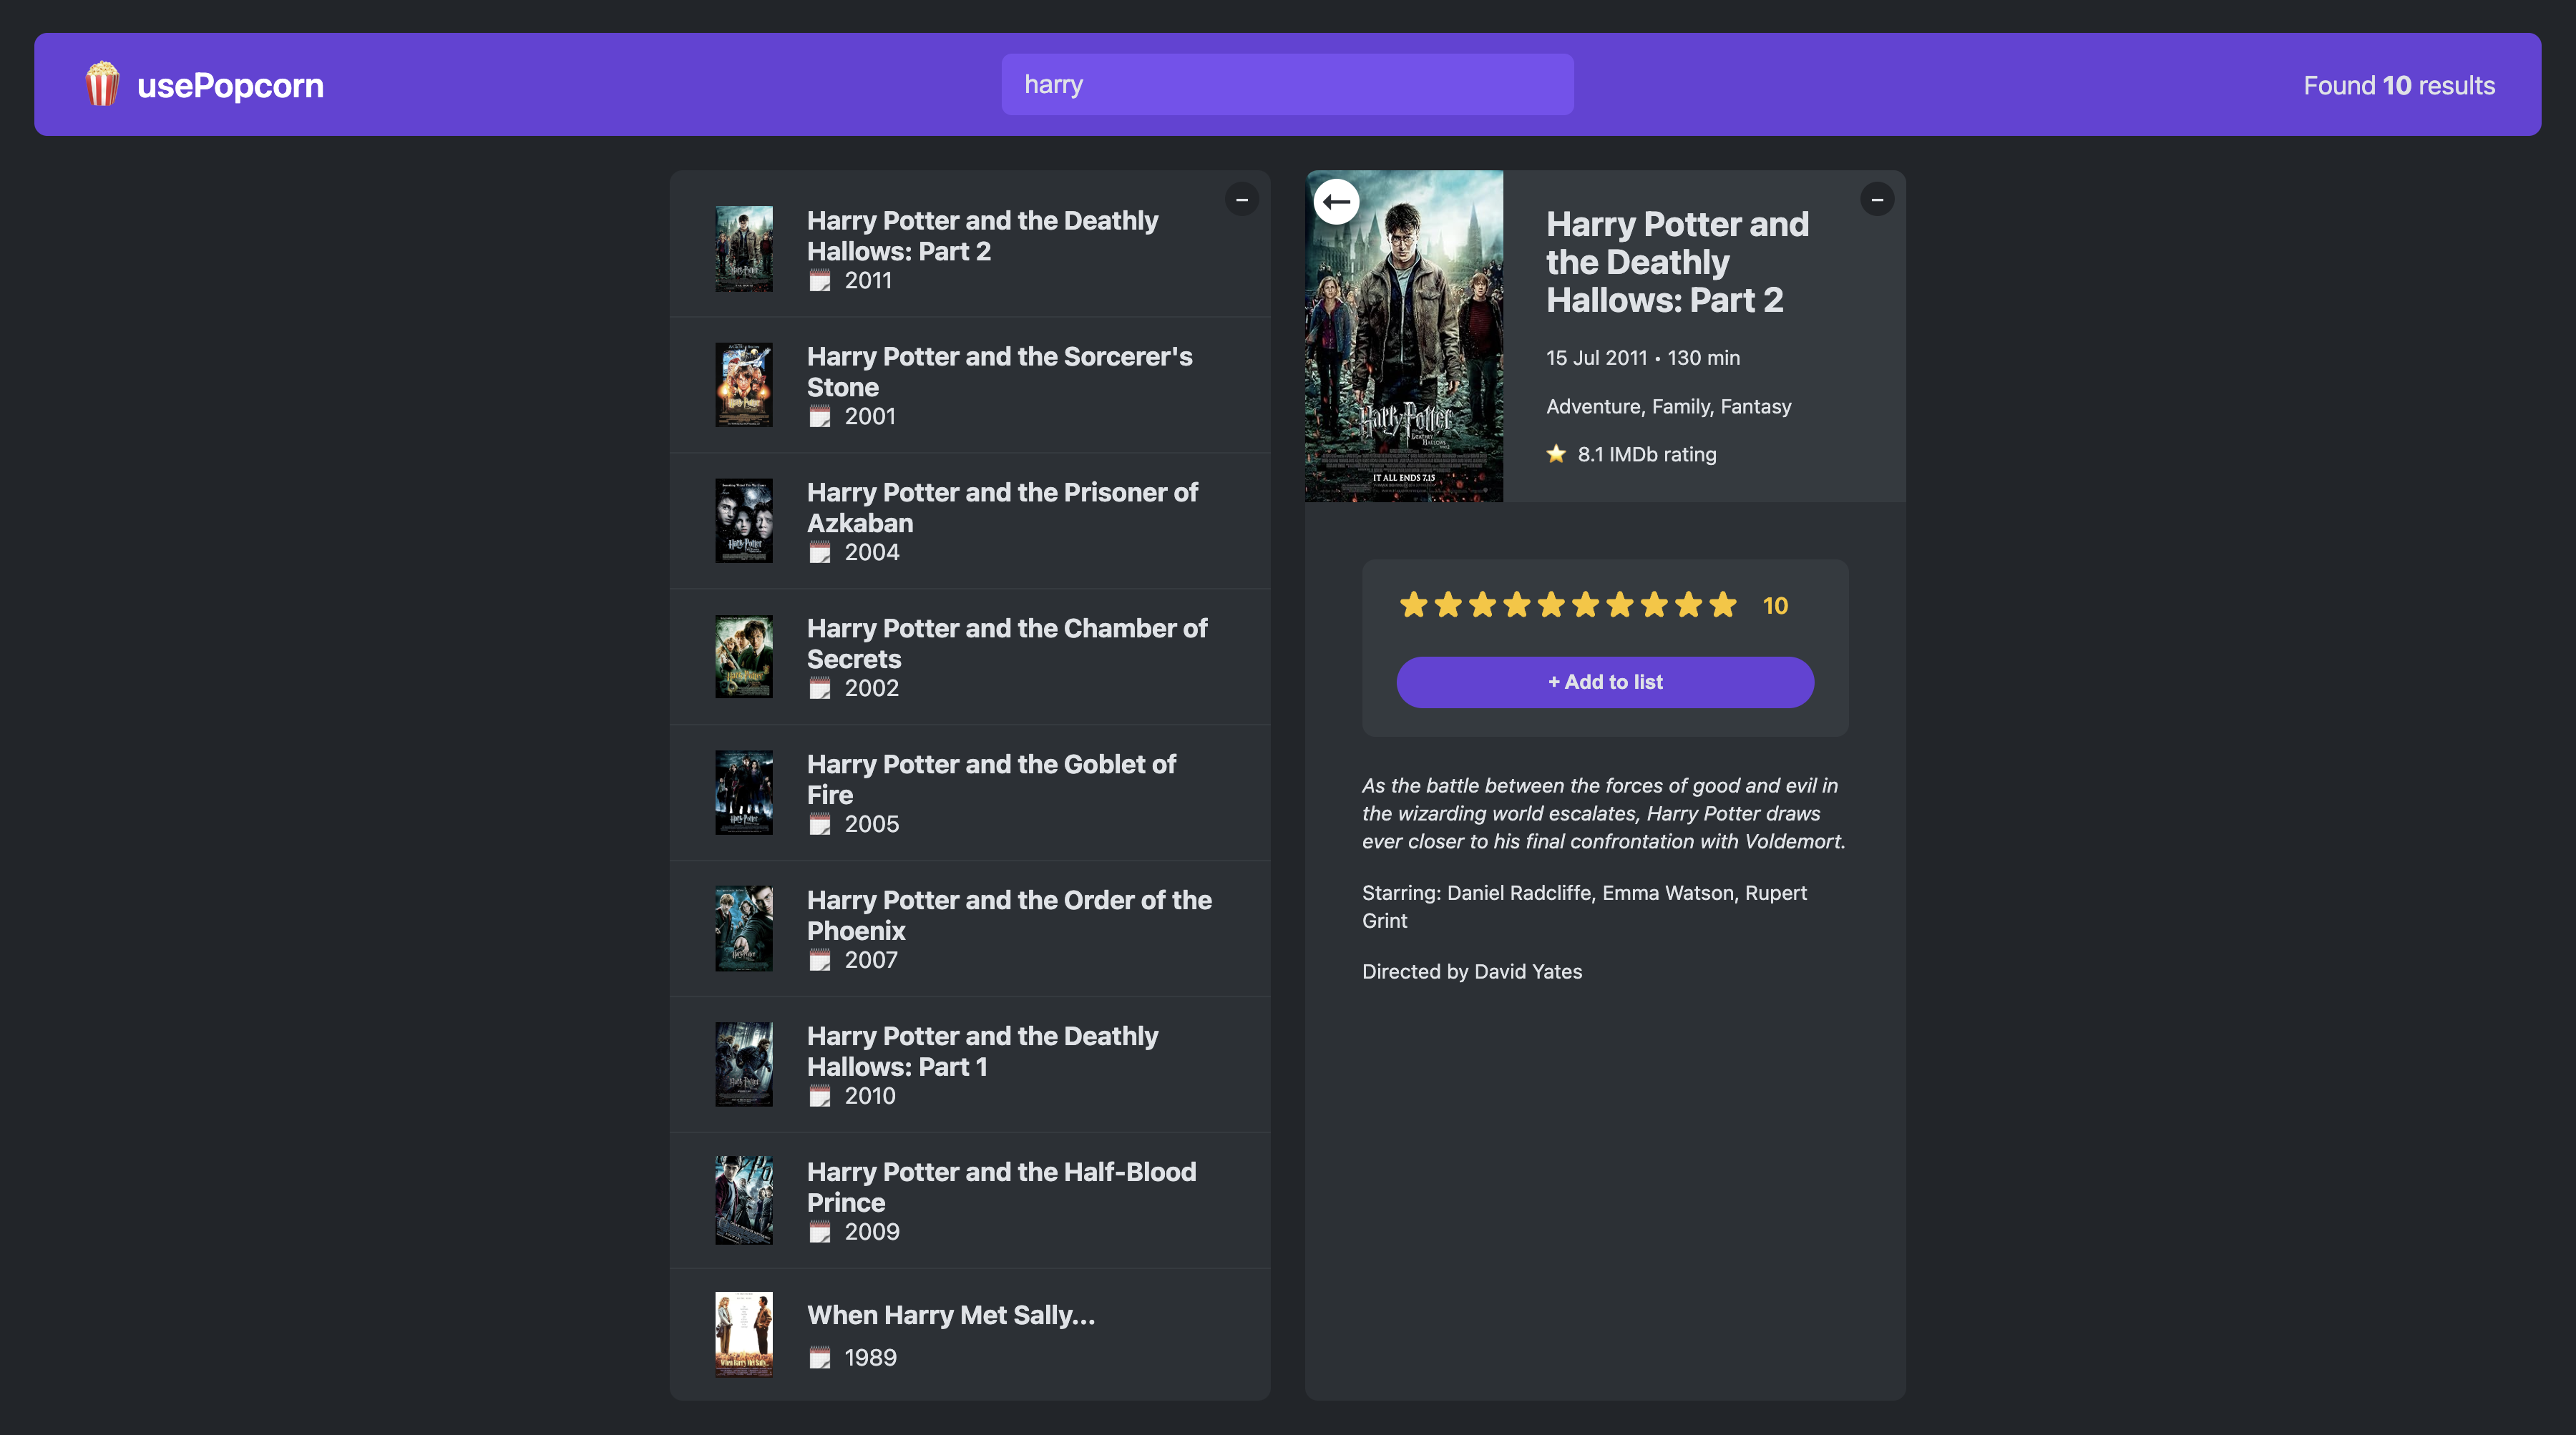 usePopcorn
harry
Found 10 results
Harry Potter and the Deathly
Hallows: Part 2
2011
Harry Potter and the Sorcerer's
Stone
2001
Harry Potter and the Prisoner of
Azkaban
2004
Harry Potter and the Chamber of
Secrets
2002
Harry Potter and the Goblet of
Fire
2005
Harry Potter and the Order of the
Phoenix
2007
Harry Potter and the Deathly
Hallows: Part 1
2010
Harry Potter and the Half-Blood
Prince
2009
When Harry Met Sally...
1989
Harry Potter
IT ALL ENDS 7.15
Harry Potter and
the Deathly
Hallows: Part 2
15 Jul 2011 • 130 min
Adventure, Family, Fantasy
8.1 IMDb rating
10
+ Add to list
As the battle between the forces of good and evil in
the wizarding world escalates, Harry Potter draws
ever closer to his final confrontation with Voldemort.
Starring: Daniel Radcliffe, Emma Watson, Rupert
Grint
Directed by David Yates